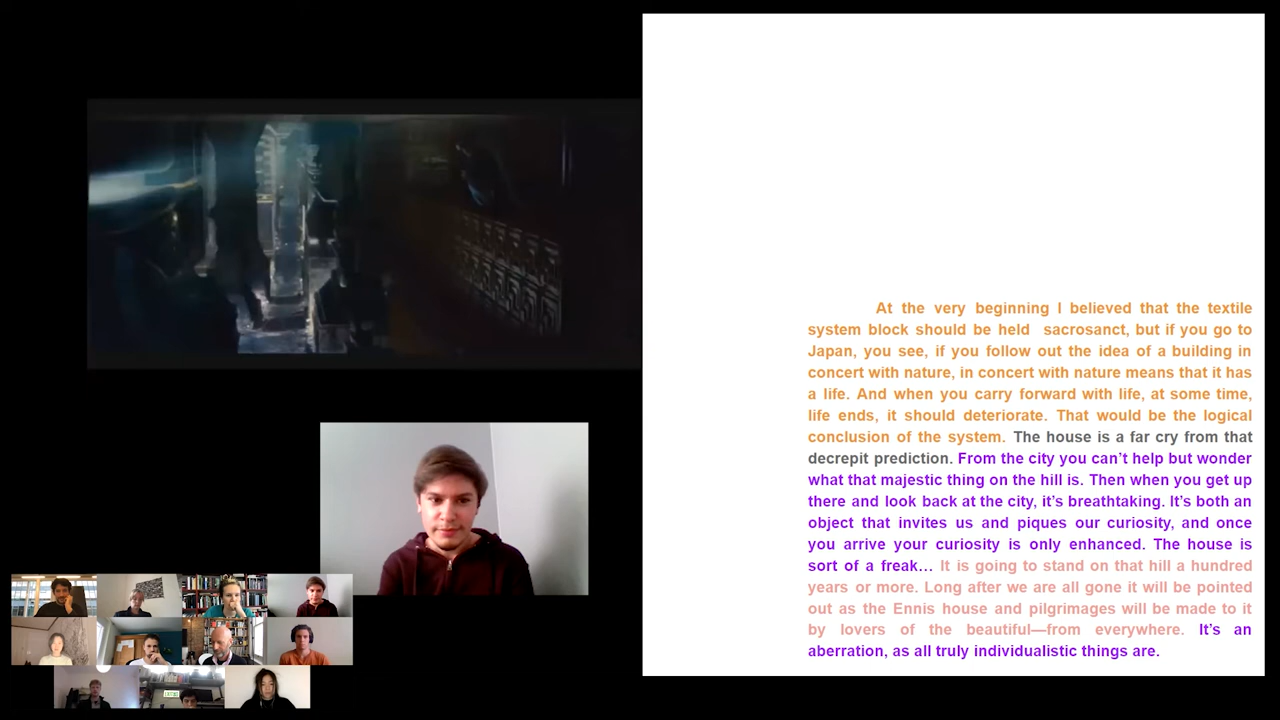 At the very beginning I believed that the textile
system block should be held sacrosanct, but if you go to
Japan, you see, if you follow out the idea of a building in
concert with nature, in concert with nature means that it has
a life. And when you carry forward with life, at some time,
life ends, it should deteriorate. That would be the logical
conclusion of the system. The house is a far cry from that
decrepit prediction. From the city you can’t help but wonder
what that majestic thing on the hill is. Then when you get up
there and look back at the city, it’s breathtaking. It’s both an
object that invites us and piques our curiosity, and once
you arrive your curiosity is only enhanced. The house is
sort of a freak… It is going to stand on that hill a hundred
years or more. Long after we are all gone it will be pointed
out as the Ennis house and pilgrimages will be made to it
by lovers of the beautiful—from everywhere. It’s an
aberration, as all truly individualistic things are.